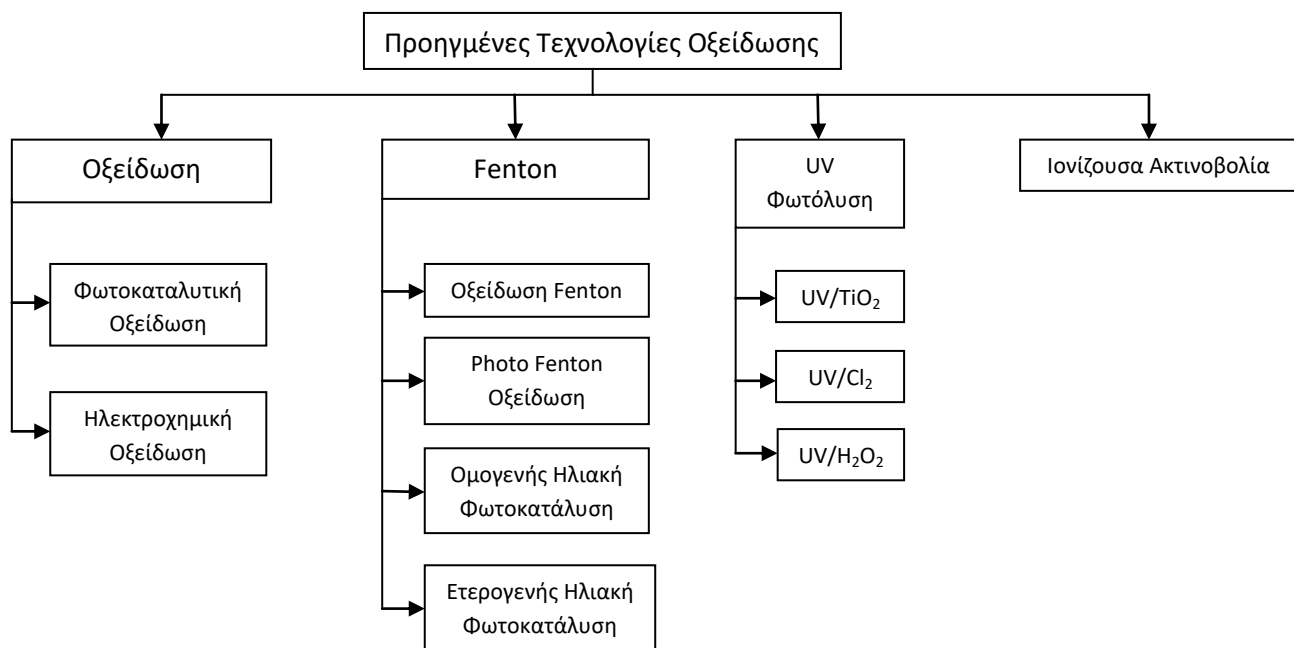 Προηγμένες Τεχνολογίες Οξείδωσης
Οξείδωση
Φωτοκαταλυτική
Οξείδωση
Ηλεκτροχημική
Οξείδωση
Fenton
Οξείδωση Fenton
Photo Fenton
Οξείδωση
Ομογενής Ηλιακή
Φωτοκατάλυση
Ετερογενής Ηλιακή
Φωτοκατάλυση
UV
Φωτόλυση
UV/TiO₂
UV/Cl₂
UV/H₂O₂
Ιονίζουσα Ακτινοβολία